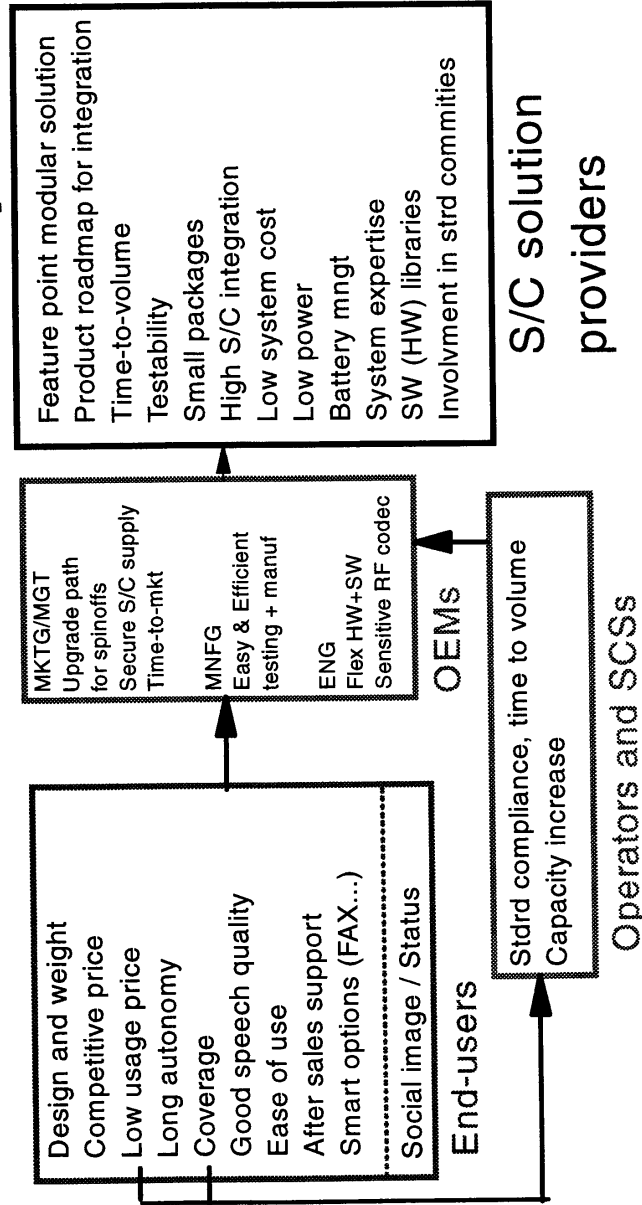 Design and weight
Competitive price
Low usage price
Long autonomy
Coverage
Good speech quality
Ease of use
After sales support
Smart options (FAX...)
Social image / Status
End-users
MKTG/MGT
Upgrade path
for spinoffs
Secure S/C supply
Time-to-mkt
MNFG
Easy & Efficient
testing + manuf
ENG
Flex HW+SW
Sensitive RF codec
OEMs
Stdrd compliance, time to volume
Capacity increase
Operators and SCSs
Feature point modular solution
Product roadmap for integration
Time-to-volume
Testability
Small packages
High S/C integration
Low system cost
Low power
Battery mngt
System expertise
SW (HW) libraries
Involvment in strd commities
S/C solution
providers